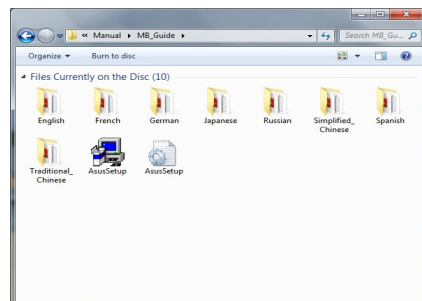 « Manual ▸ MB_Guide ▸
Search MB_Gu...
Organize ▾ Burn to disc
Files Currently on the Disc (10)
English French German Japanese Russian Simplified_ Spanish
Chinese
Traditional_ AsusSetup AsusSetup
Chinese